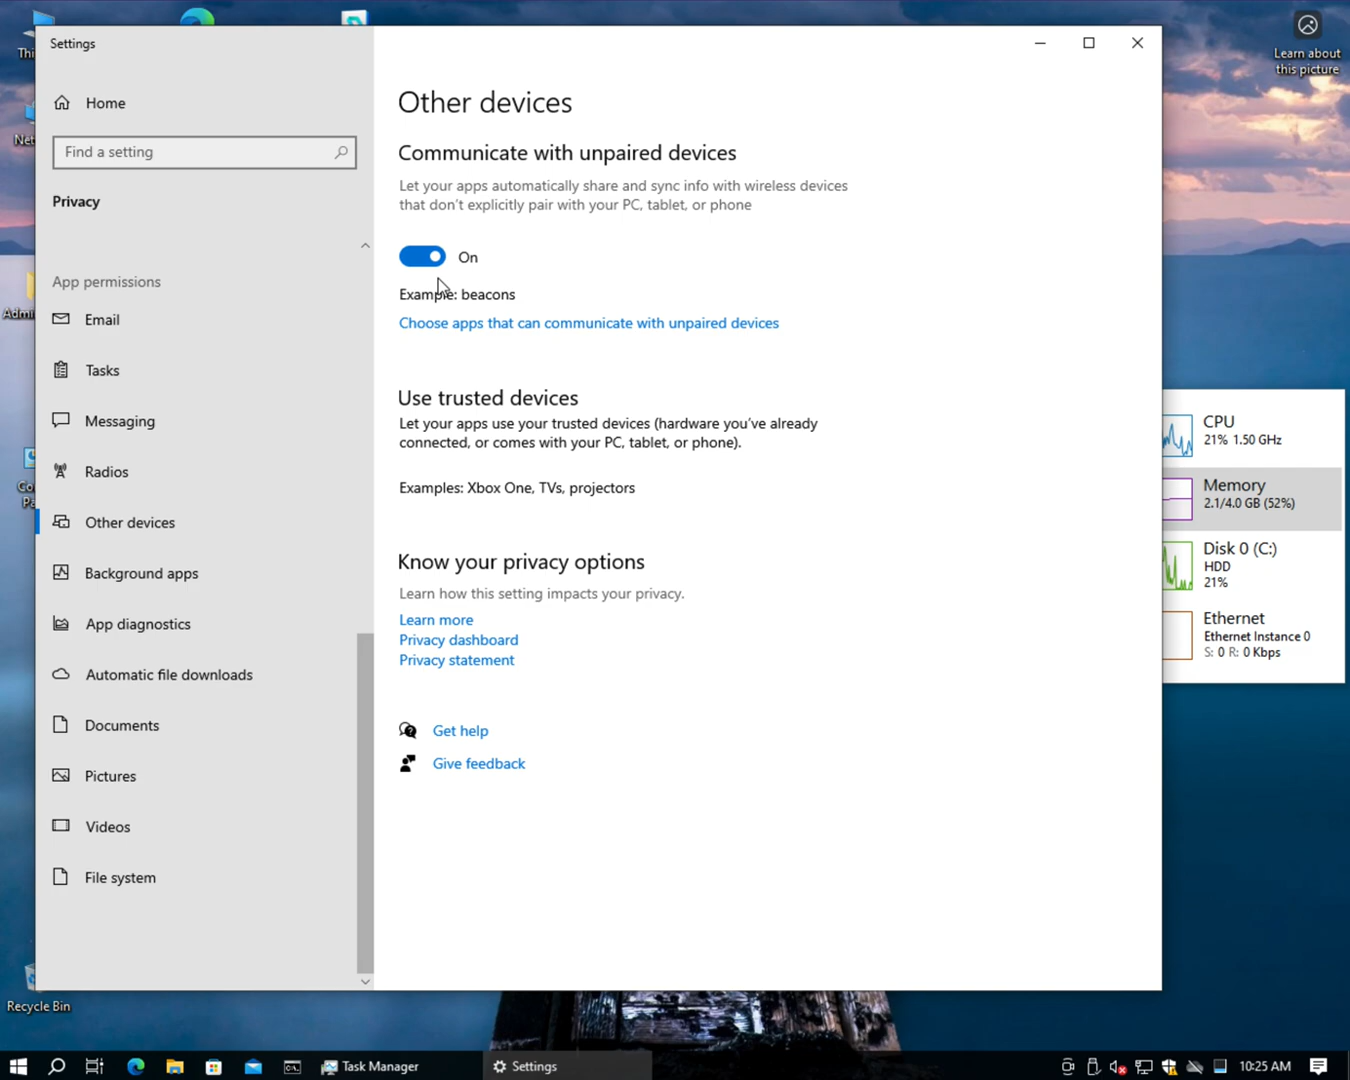 Learn about
this picture
Recycle Bin
Settings
Home
Find a setting
Privacy
App permissions
Email
Tasks
Messaging
Radios
Other devices
Background apps
App diagnostics
Automatic file downloads
Documents
Pictures
Videos
File system
Other devices
Communicate with unpaired devices
Let your apps automatically share and sync info with wireless devices
that don't explicitly pair with your PC, tablet, or phone
On
Example: beacons
Choose apps that can communicate with unpaired devices
Use trusted devices
Let your apps use your trusted devices (hardware you've already
connected, or comes with your PC, tablet, or phone).
Examples: Xbox One, TVs, projectors
Know your privacy options
Learn how this setting impacts your privacy.
Learn more
Privacy dashboard
Privacy statement
Get help
Give feedback
CPU
21% 1.50 GHz
Memory
2.1/4.0 GB (52%)
Disk 0 (C:)
HDD
21%
Ethernet
Ethernet Instance 0
S: 0 R: 0 Kbps
Task Manager
Settings
10:25 AM